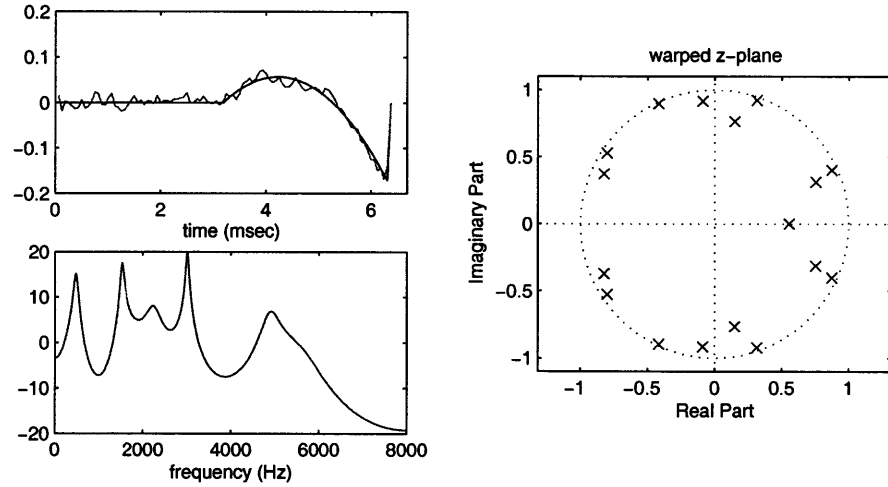 0.2
0.1
0
−0.1
−0.2
0 2 4 6
time (msec)
20
10
0
−10
−20
0 2000 4000 6000 8000
frequency (Hz)
warped z-plane
1
0.5
0
−0.5
−1
Imaginary Part
−1 −0.5 0 0.5 1
Real Part